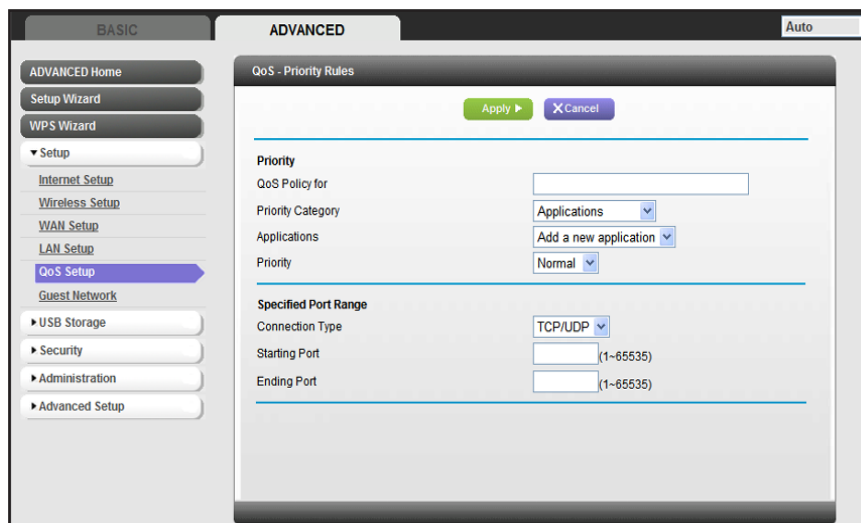 BASIC
ADVANCED
Auto
ADVANCED Home
Setup Wizard
WPS Wizard
▼Setup
Internet Setup
Wireless Setup
WAN Setup
LAN Setup
QoS Setup
Guest Network
▶USB Storage
▶Security
▶Administration
▶Advanced Setup
QoS - Priority Rules
Apply ▶
X Cancel
Priority
QoS Policy for
Priority Category Applications
Applications Add a new application
Priority Normal
Specified Port Range
Connection Type TCP/UDP
Starting Port (1~65535)
Ending Port (1~65535)